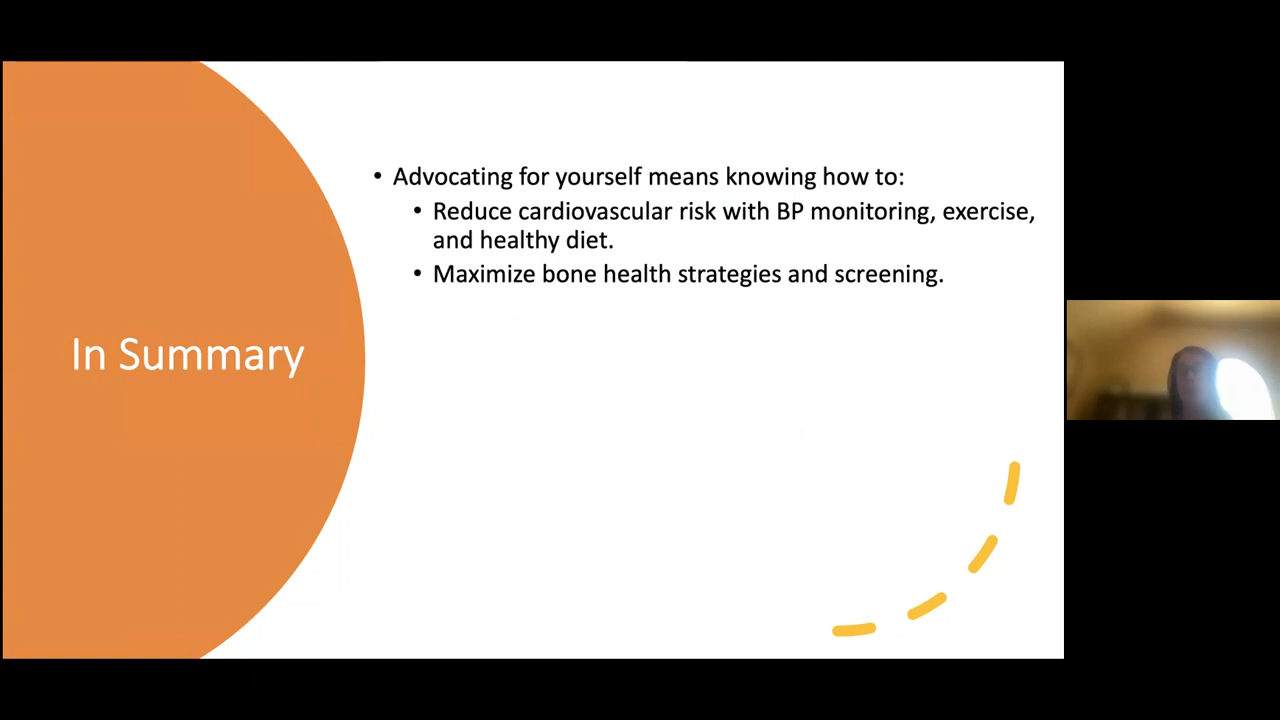 In Summary
• Advocating for yourself means knowing how to:
• Reduce cardiovascular risk with BP monitoring, exercise,
and healthy diet.
• Maximize bone health strategies and screening.